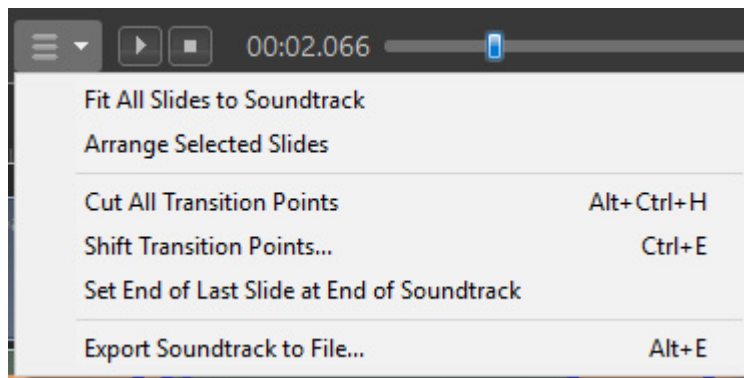 00:02.066
Fit All Slides to Soundtrack
Arrange Selected Slides
Cut All Transition Points Alt+Ctrl+H
Shift Transition Points... Ctrl+E
Set End of Last Slide at End of Soundtrack
Export Soundtrack to File... Alt+E